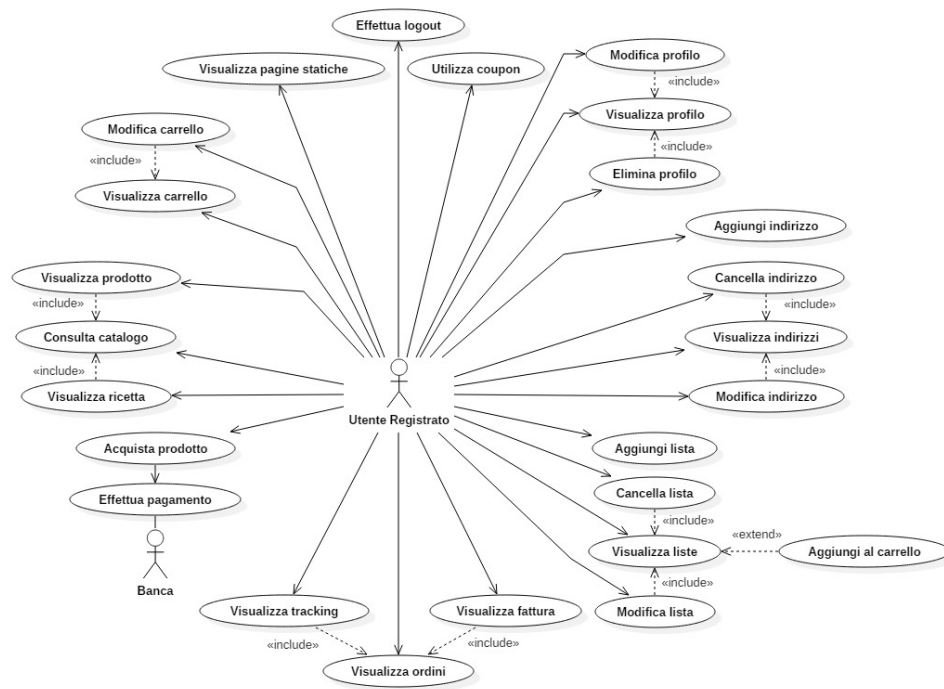 Effettua logout
Visualizza pagine statiche
Utilizza coupon
Modifica profilo
«include»
Visualizza profilo
«include»
Elimina profilo
Modifica carrello
«include»
Visualizza carrello
Aggiungi indirizzo
Visualizza prodotto
«include»
Consulta catalogo
«include»
Visualizza ricetta
Cancella indirizzo
«include»
Visualizza indirizzi
«include»
Modifica indirizzo
Utente Registrato
Acquista prodotto
Effettua pagamento
Banca
Aggiungi lista
Cancella lista
«include»
Visualizza liste
«extend»
Aggiungi al carrello
«include»
Modifica lista
Visualizza tracking
Visualizza fattura
«include»
«include»
Visualizza ordini